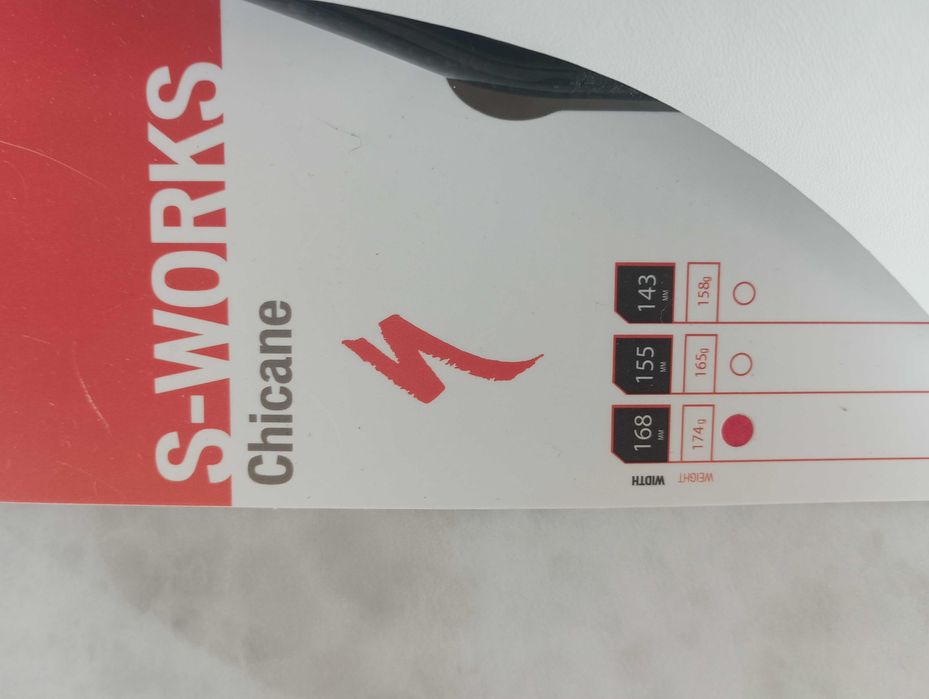 S-WORKS
Chicane
143 MM 158g
155 MM 165g
168 MM 174g
WIDTH WEIGHT